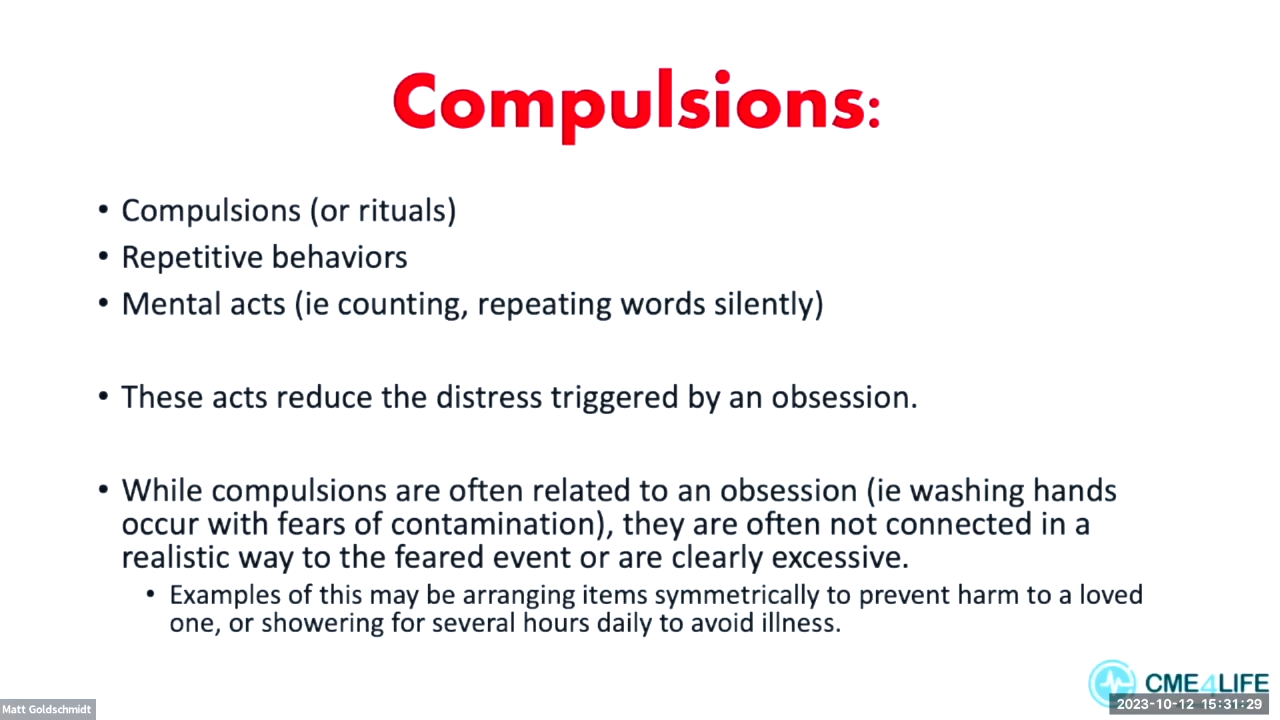 Compulsions:
• Compulsions (or rituals)
• Repetitive behaviors
• Mental acts (ie counting, repeating words silently)
• These acts reduce the distress triggered by an obsession.
• While compulsions are often related to an obsession (ie washing hands
occur with fears of contamination), they are often not connected in a
realistic way to the feared event or are clearly excessive.
• Examples of this may be arranging items symmetrically to prevent harm to a loved
one, or showering for several hours daily to avoid illness.
CME4LIFE
2023-10-12 15:31:29
Matt Goldschmidt